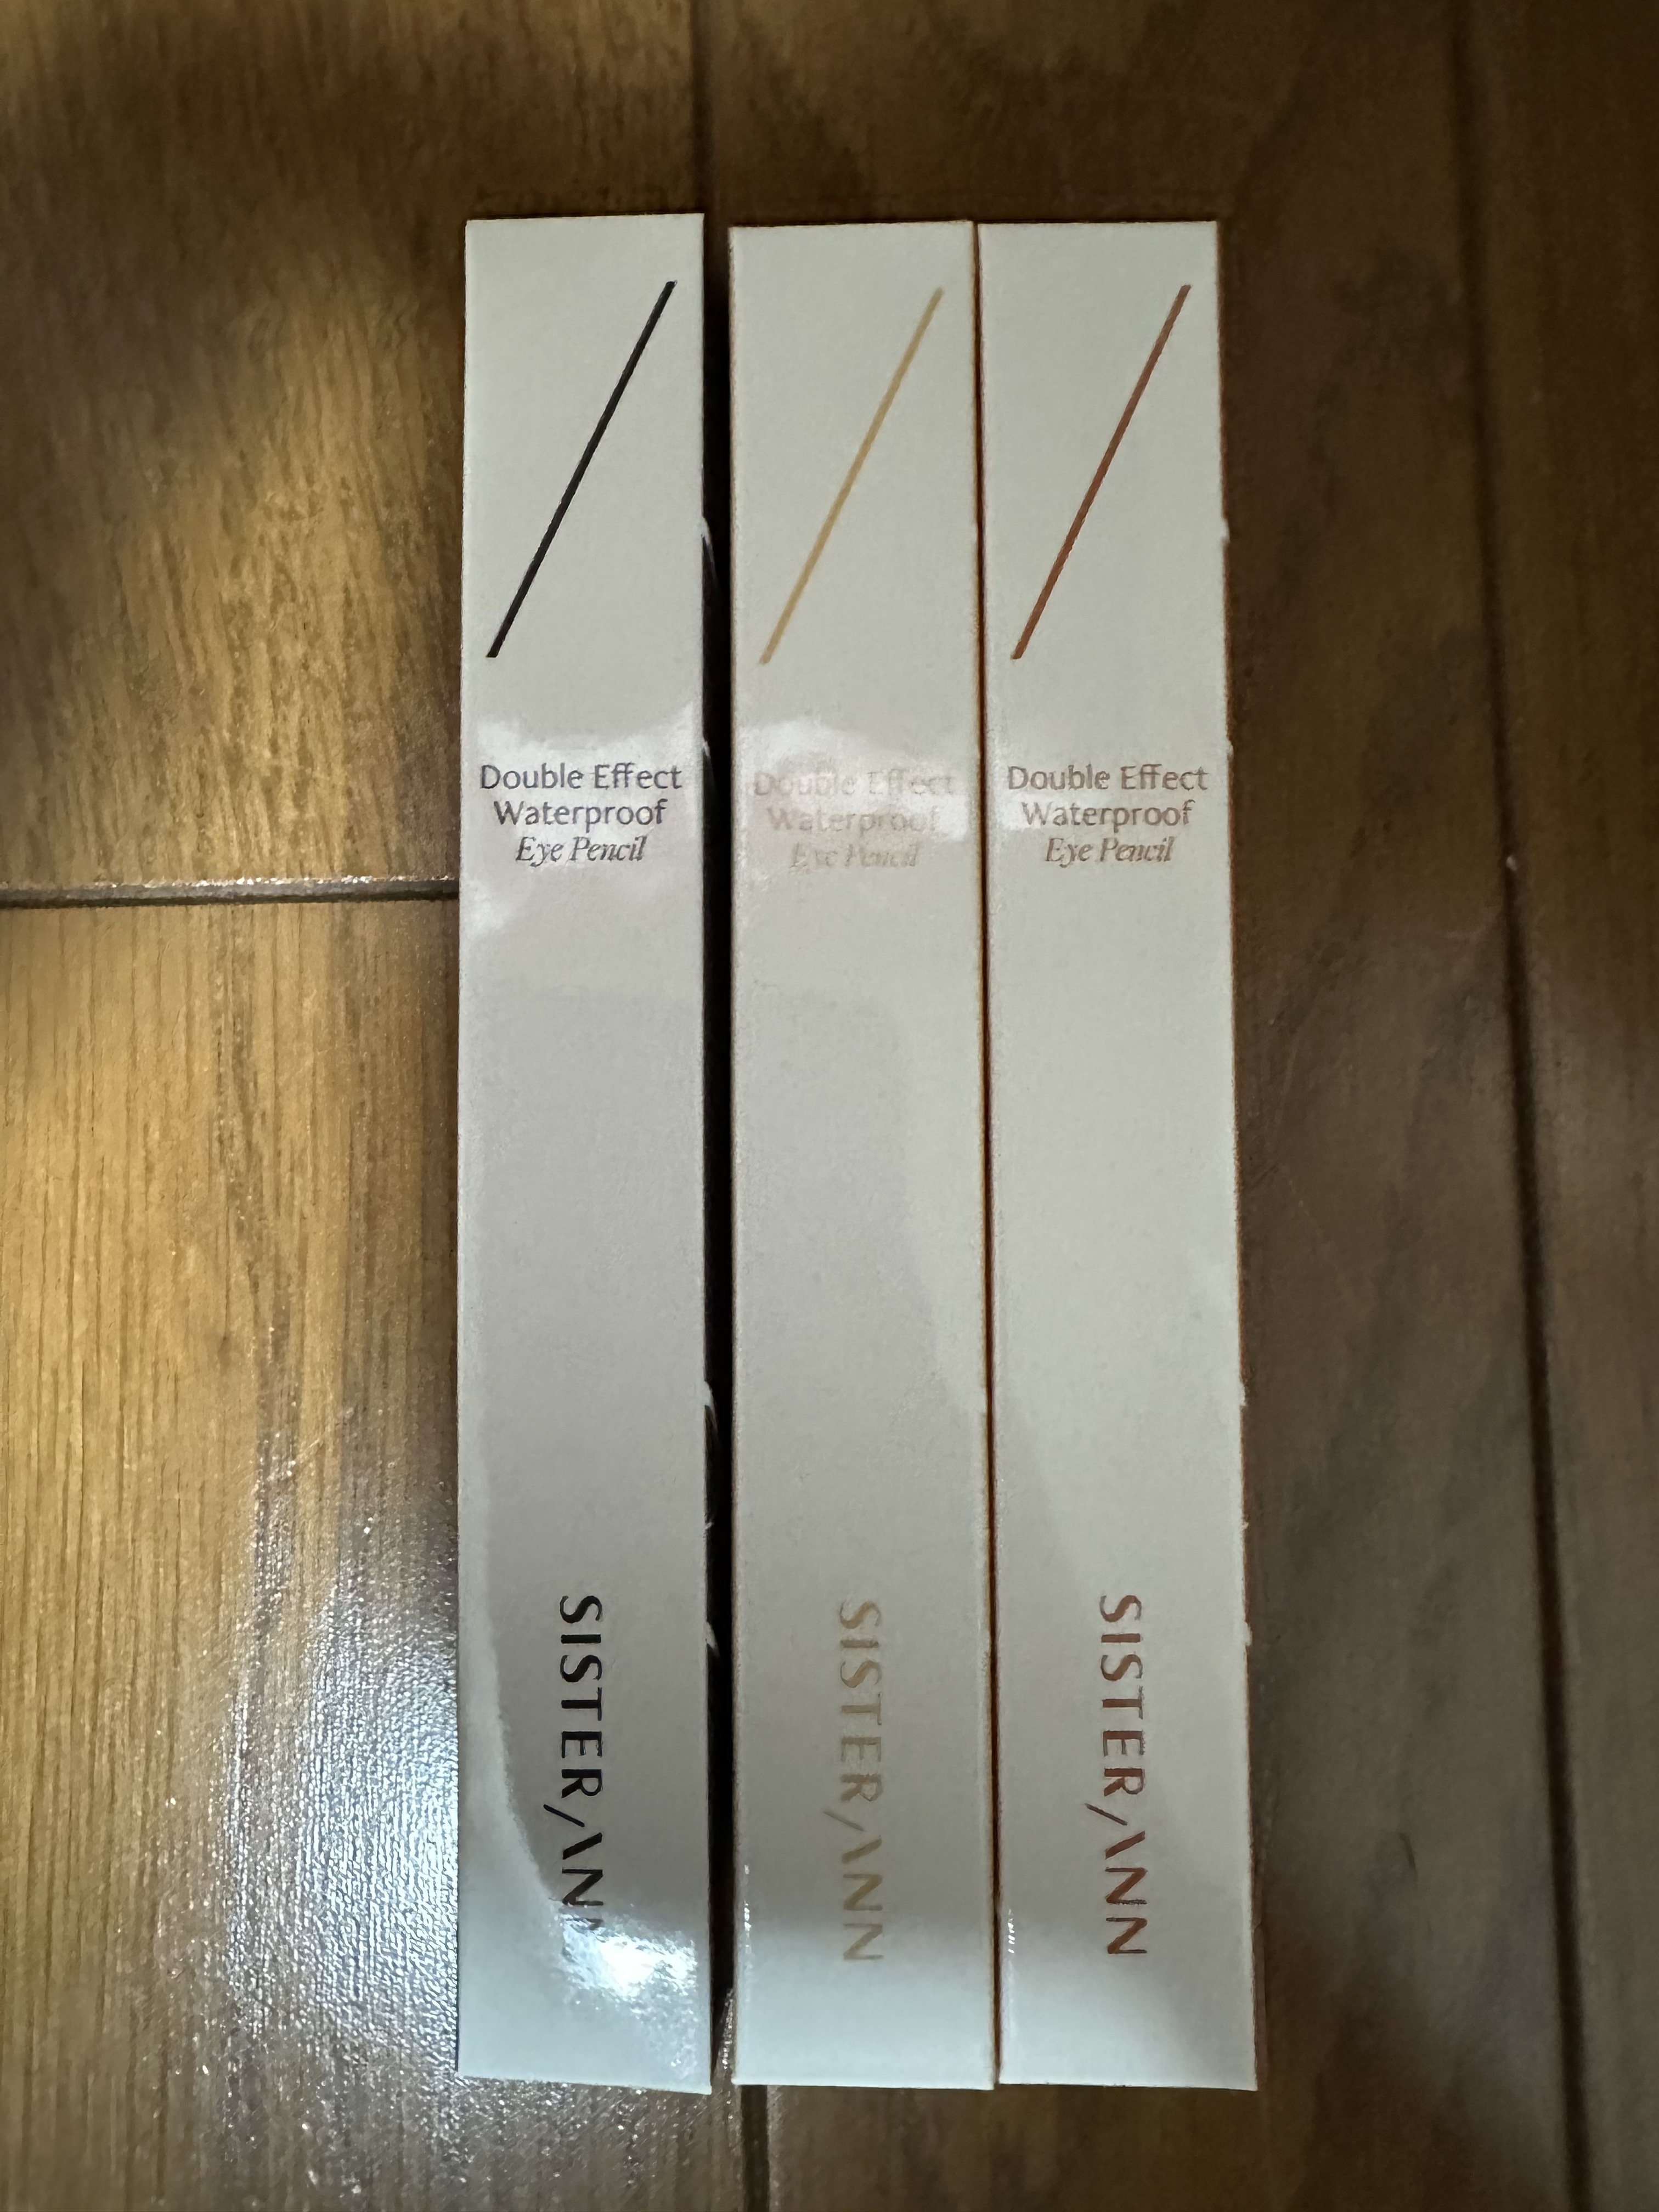 Double Effect
Waterproof
Eye Pencil
SISTER/ANN
Double Effect
Waterproof
Eye Pencil
SISTER/ANN
Double Effect
Waterproof
Eye Pencil
SISTER/ANN